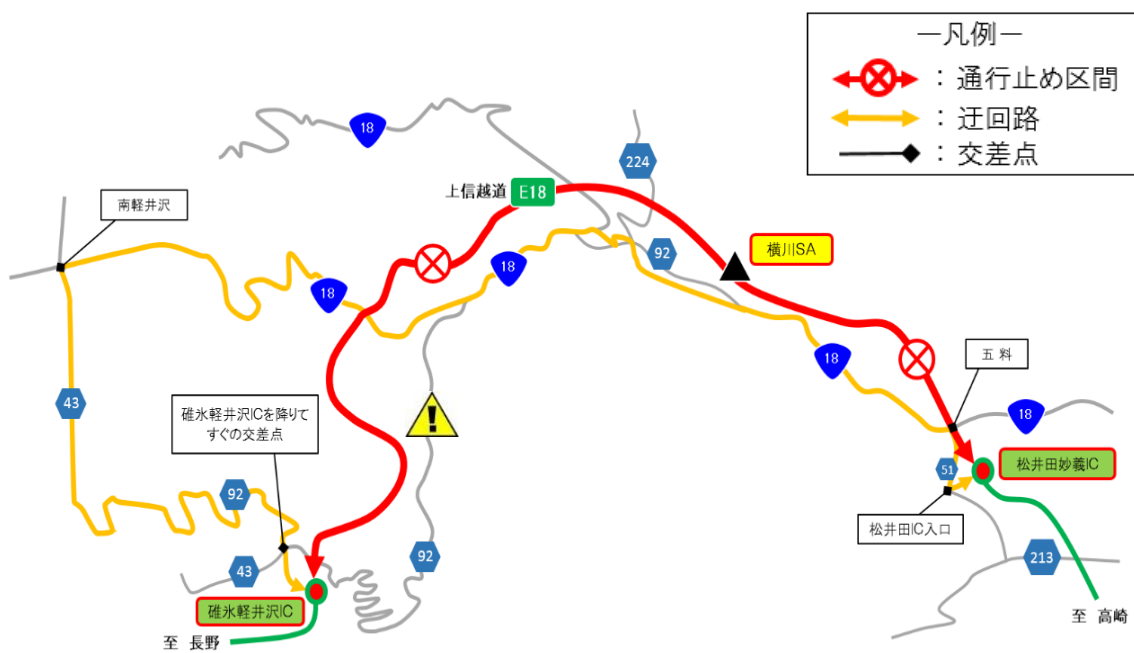 ―凡例―
：通行止め区間
：迂回路
：交差点
18
224
上信越道
E18
南軽井沢
横川SA
92
18
18
18
五 料
18
43
碓氷軽井沢ICを降りて
すぐの交差点
51
松井田妙義IC
92
松井田IC入口
43
92
213
碓氷軽井沢IC
至 高崎
至 長野